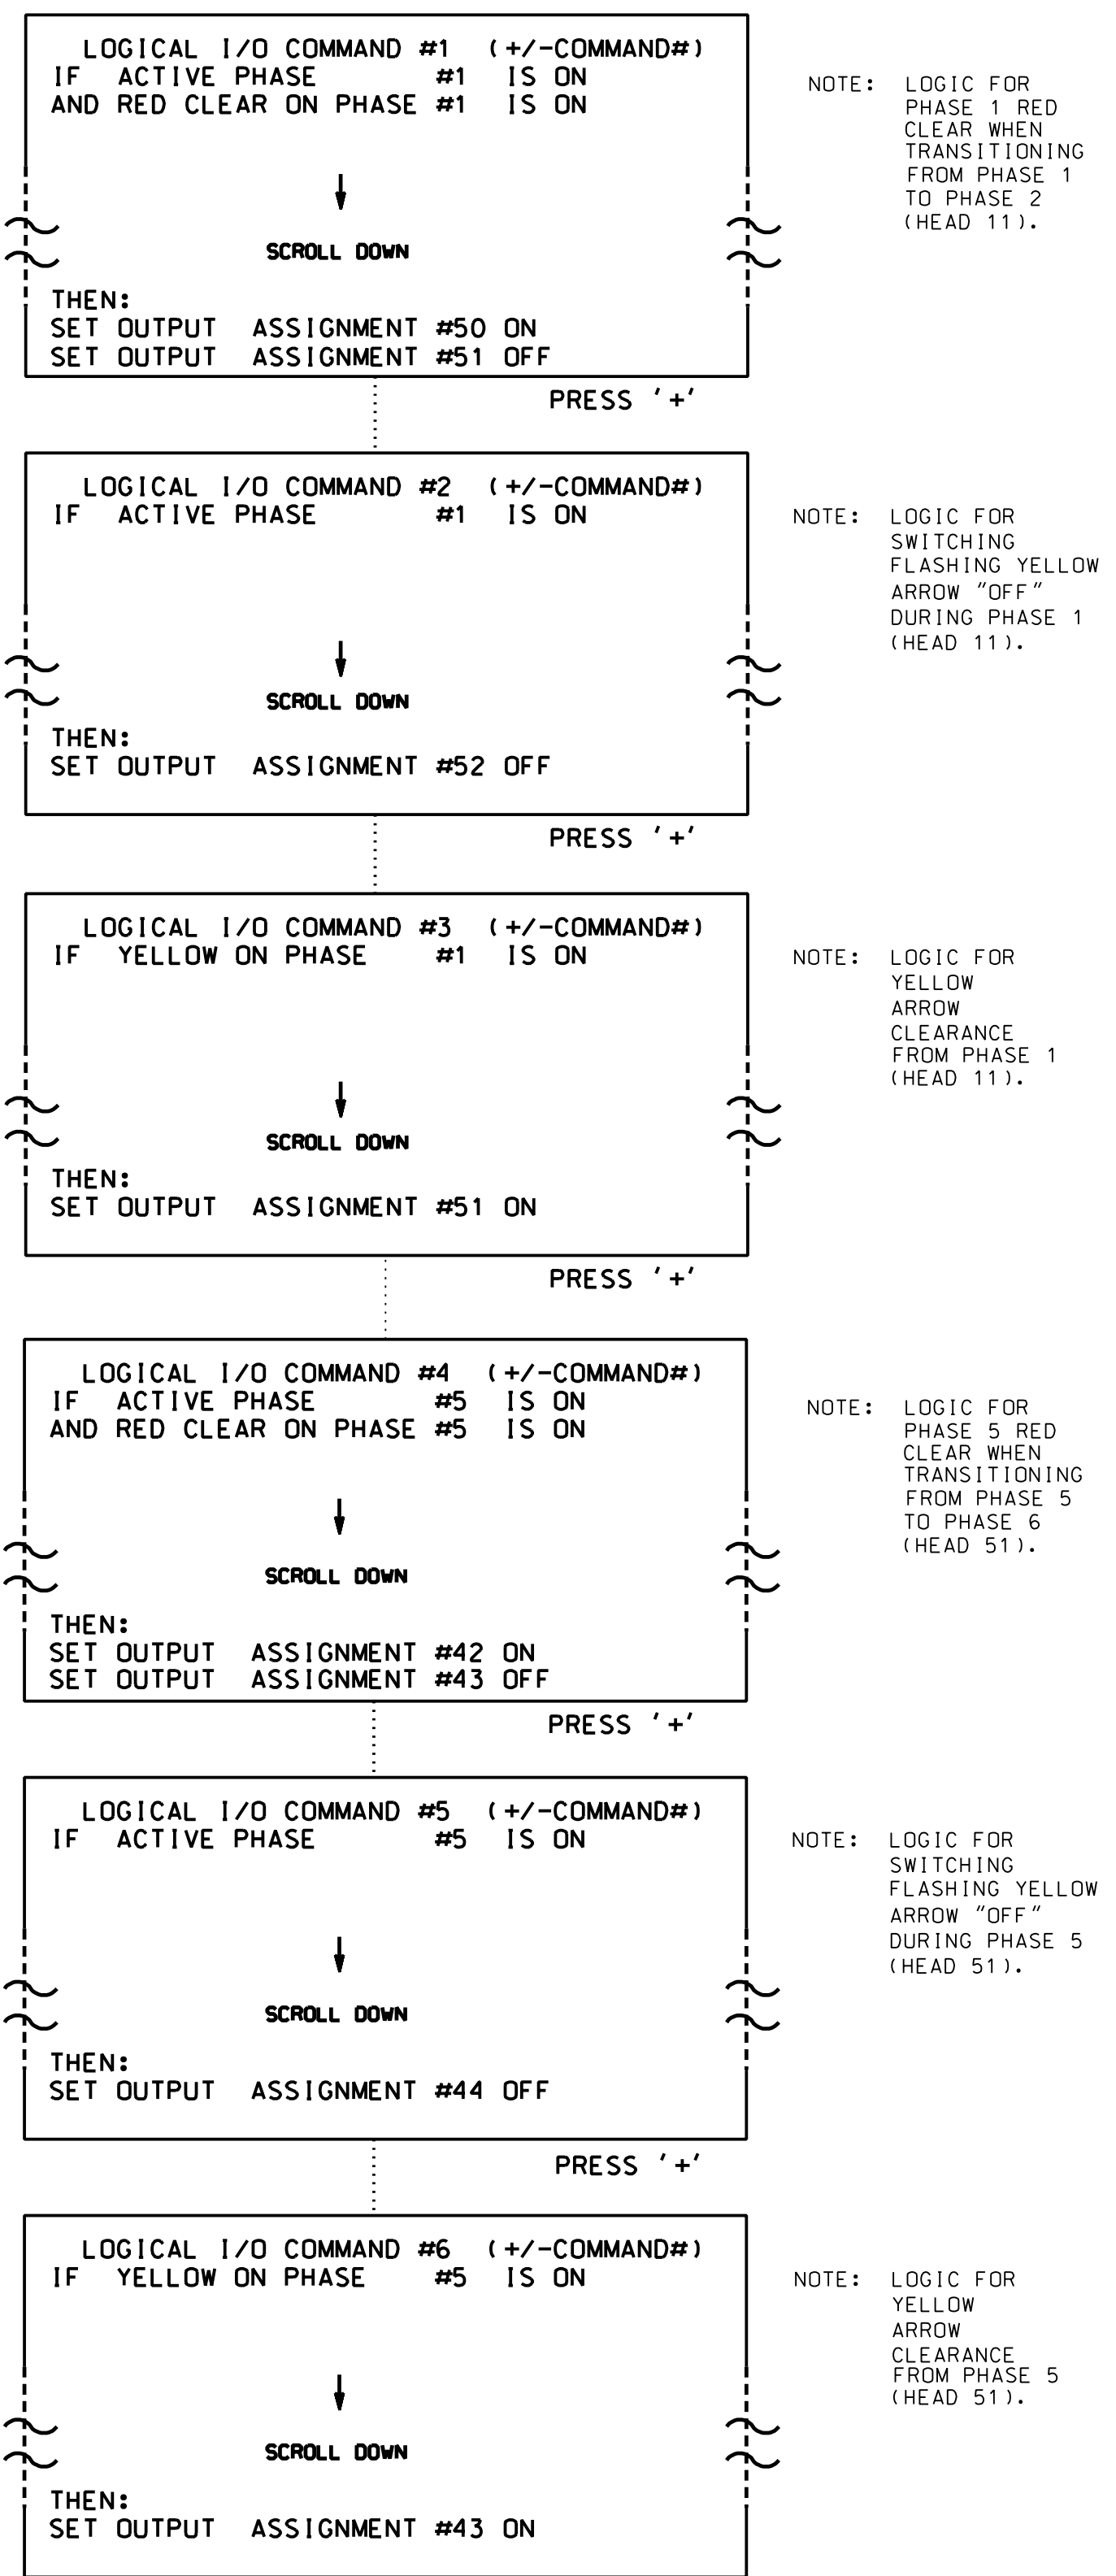 LOGICAL I/O COMMAND #1 (+/-COMMAND#)
IF ACTIVE PHASE #1 IS ON
AND RED CLEAR ON PHASE #1 IS ON
SCROLL DOWN
THEN:
SET OUTPUT ASSIGNMENT #50 ON
SET OUTPUT ASSIGNMENT #51 OFF
NOTE: LOGIC FOR
PHASE 1 RED
CLEAR WHEN
TRANSITIONING
FROM PHASE 1
TO PHASE 2
(HEAD 11).
PRESS '+'
LOGICAL I/O COMMAND #2 (+/-COMMAND#)
IF ACTIVE PHASE #1 IS ON
SCROLL DOWN
THEN:
SET OUTPUT ASSIGNMENT #52 OFF
NOTE: LOGIC FOR
SWITCHING
FLASHING YELLOW
ARROW "OFF"
DURING PHASE 1
(HEAD 11).
PRESS '+'
LOGICAL I/O COMMAND #3 (+/-COMMAND#)
IF YELLOW ON PHASE #1 IS ON
SCROLL DOWN
THEN:
SET OUTPUT ASSIGNMENT #51 ON
NOTE: LOGIC FOR
YELLOW
ARROW
CLEARANCE
FROM PHASE 1
(HEAD 11).
PRESS '+'
LOGICAL I/O COMMAND #4 (+/-COMMAND#)
IF ACTIVE PHASE #5 IS ON
AND RED CLEAR ON PHASE #5 IS ON
SCROLL DOWN
THEN:
SET OUTPUT ASSIGNMENT #42 ON
SET OUTPUT ASSIGNMENT #43 OFF
NOTE: LOGIC FOR
PHASE 5 RED
CLEAR WHEN
TRANSITIONING
FROM PHASE 5
TO PHASE 6
(HEAD 51).
PRESS '+'
LOGICAL I/O COMMAND #5 (+/-COMMAND#)
IF ACTIVE PHASE #5 IS ON
SCROLL DOWN
THEN:
SET OUTPUT ASSIGNMENT #44 OFF
NOTE: LOGIC FOR
SWITCHING
FLASHING YELLOW
ARROW "OFF"
DURING PHASE 5
(HEAD 51).
PRESS '+'
LOGICAL I/O COMMAND #6 (+/-COMMAND#)
IF YELLOW ON PHASE #5 IS ON
SCROLL DOWN
THEN:
SET OUTPUT ASSIGNMENT #43 ON
NOTE: LOGIC FOR
YELLOW
ARROW
CLEARANCE
FROM PHASE 5
(HEAD 51).